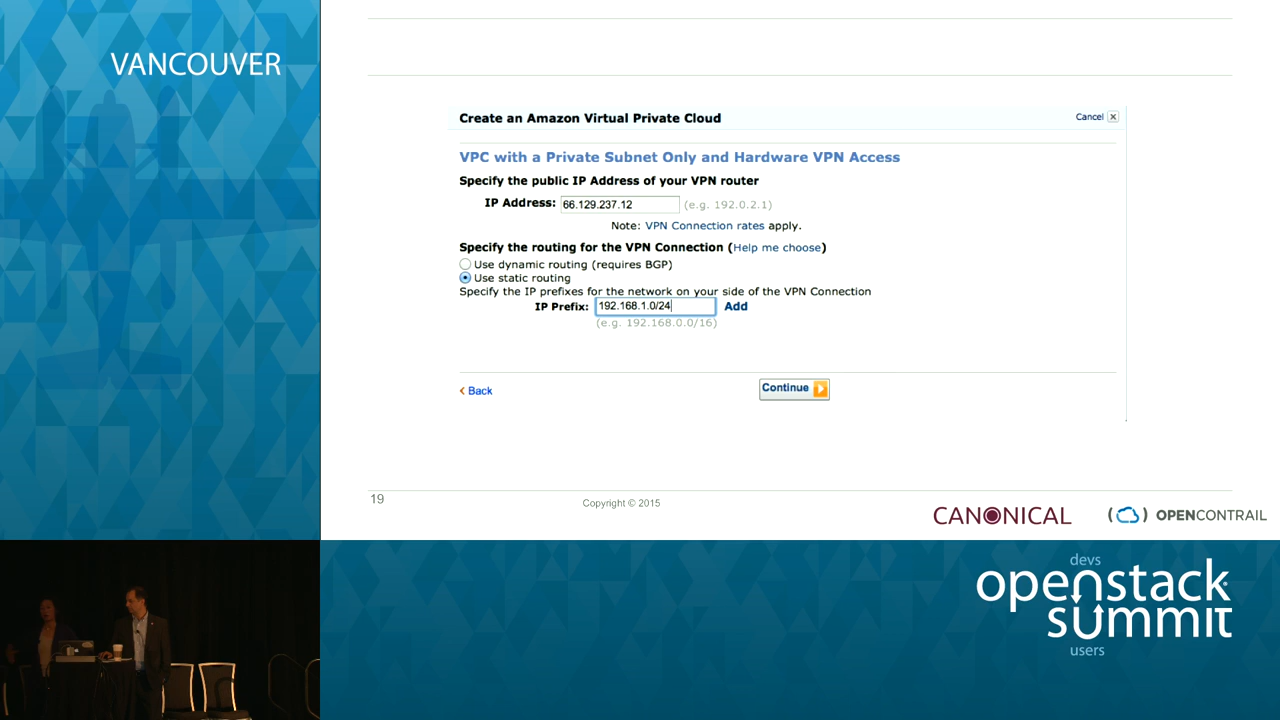 VANCOUVER
Create an Amazon Virtual Private Cloud
Cancel
VPC with a Private Subnet Only and Hardware VPN Access
Specify the public IP Address of your VPN router
IP Address: 66.129.237.12 (e.g. 192.0.2.1)
Note: VPN Connection rates apply.
Specify the routing for the VPN Connection (Help me choose)
Use dynamic routing (requires BGP)
Use static routing
Specify the IP prefixes for the network on your side of the VPN Connection
IP Prefix: 192.168.1.0/24 Add
(e.g. 192.168.0.0/16)
Back
Continue
19
Copyright © 2015
CANONICAL
OPENCONTRAIL
devs
openstack
summit
users